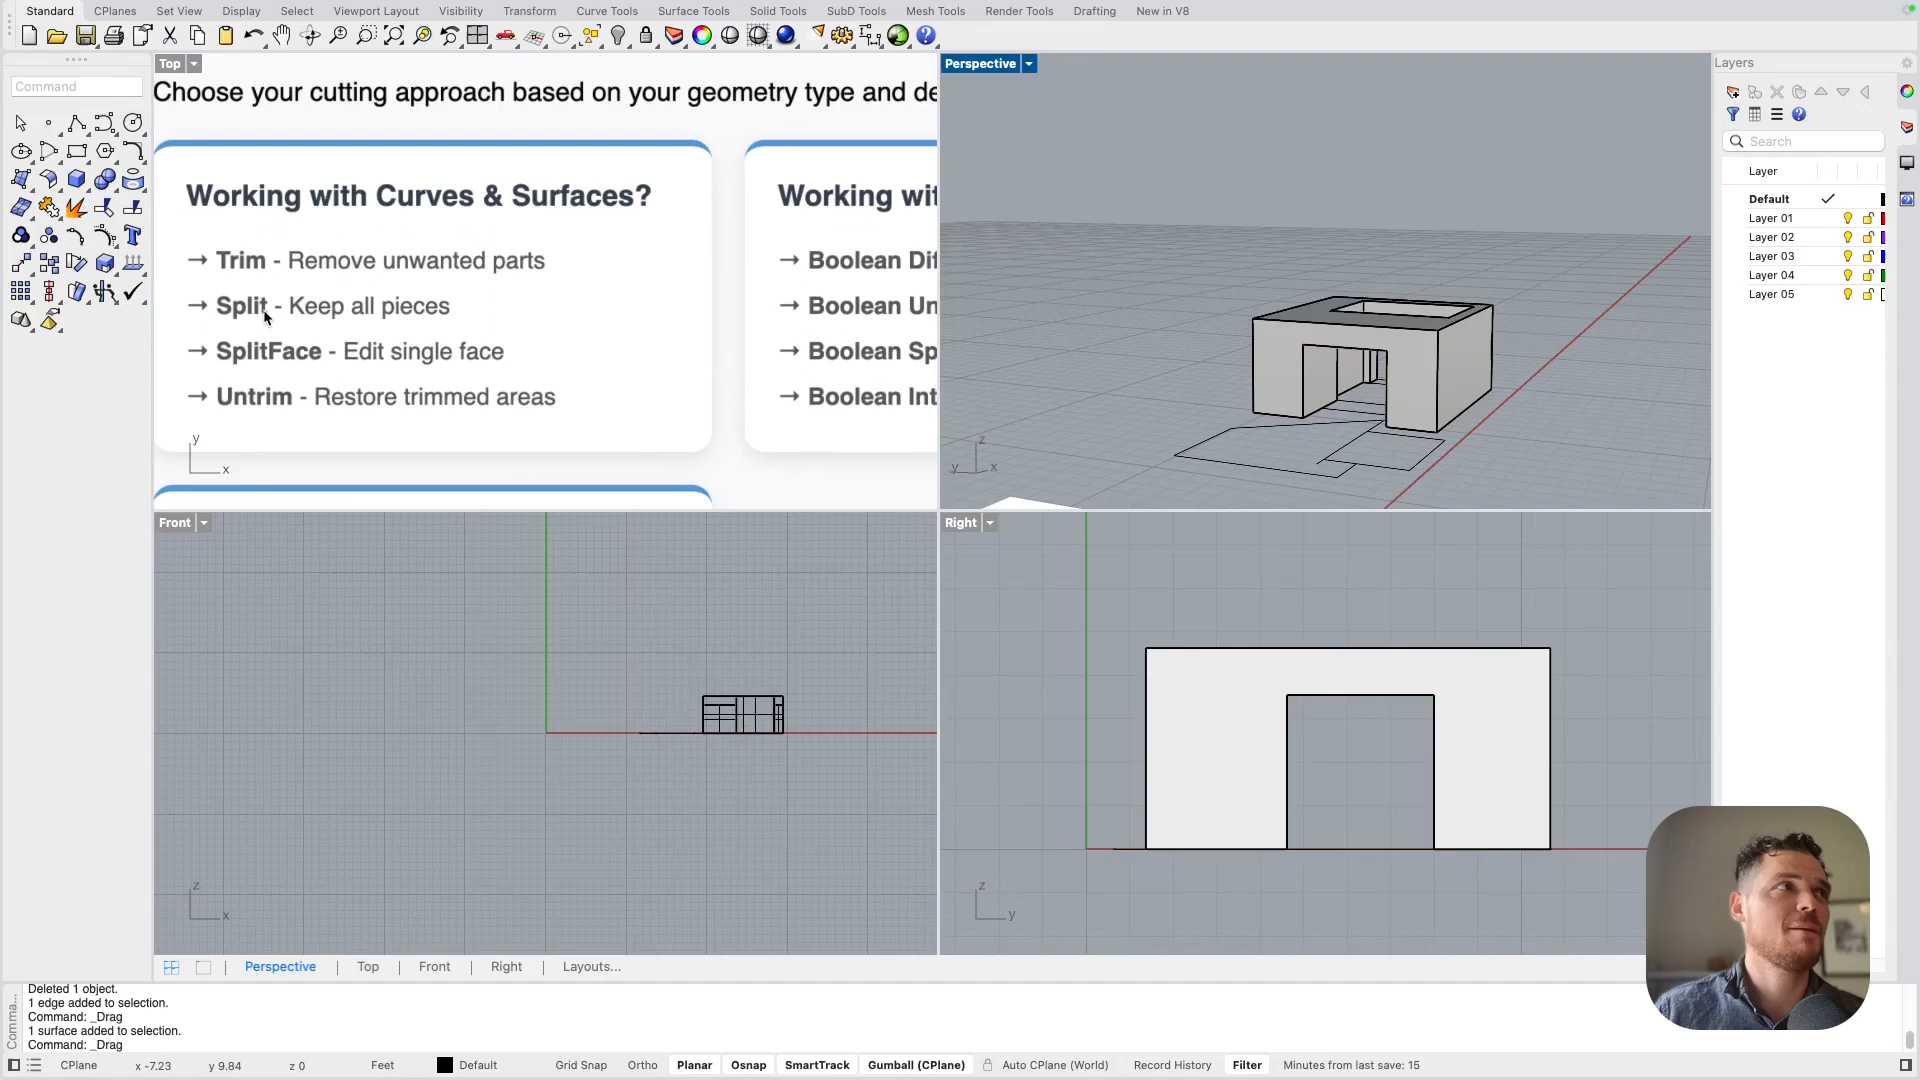 Standard CPlanes Set View Display Select Viewport Layout Visibility Transform Curve Tools Surface Tools Solid Tools SubD Tools Mesh Tools Render Tools Drafting New in V8
Command
Top
Choose your cutting approach based on your geometry type and de
Working with Curves & Surfaces?
→ Trim - Remove unwanted parts
→ Split - Keep all pieces
→ SplitFace - Edit single face
→ Untrim - Restore trimmed areas
Working wit
→ Boolean Dif
→ Boolean Un
→ Boolean Sp
→ Boolean Int
y
x
Perspective
z
y x
Front
z
x
Right
z
y
Layers
Search
Layer
Default
Layer 01
Layer 02
Layer 03
Layer 04
Layer 05
Perspective Top Front Right Layouts...
Comma...
Deleted 1 object.
1 edge added to selection.
Command: _Drag
1 surface added to selection.
Command: _Drag
CPlane x -7.23 y 9.84 z 0 Feet Default Grid Snap Ortho Planar Osnap SmartTrack Gumball (CPlane) Auto CPlane (World) Record History Filter Minutes from last save: 15